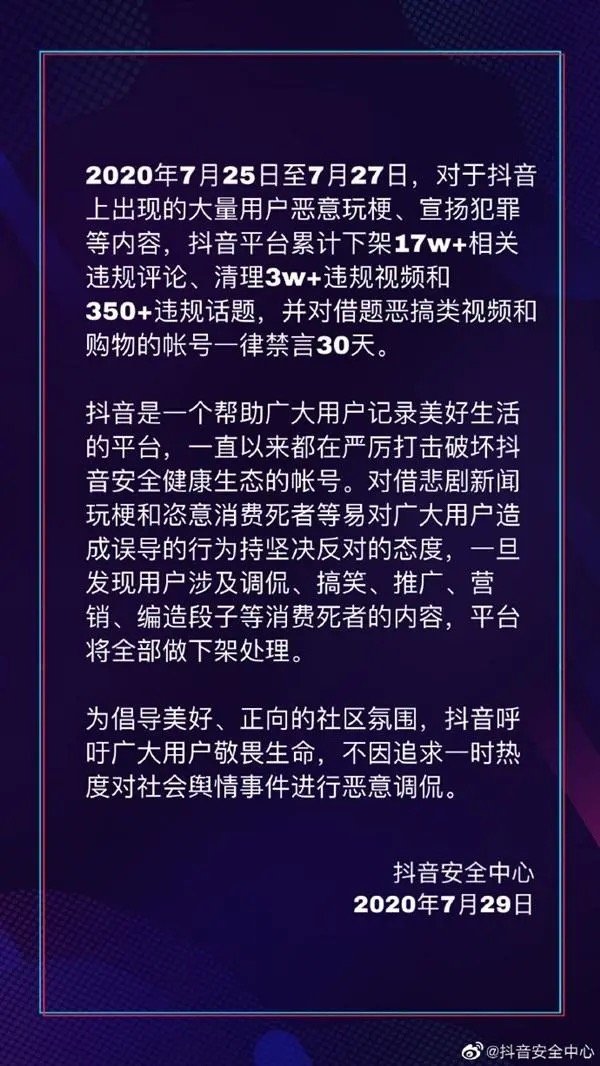 2020年7月25日至7月27日，对于抖音
上出现的大量用户恶意玩梗、宣扬犯罪
等内容，抖音平台累计下架17w+相关
违规评论、清理3w+违规视频和
350+违规话题，并对借题恶搞类视频和
购物的帐号一律禁言30天。
抖音是一个帮助广大用户记录美好生活
的平台，一直以来都在严厉打击破坏抖
音安全健康生态的帐号。对借悲剧新闻
玩梗和恣意消费死者等易对广大用户造
成误导的行为持坚决反对的态度，一旦
发现用户涉及调侃、搞笑、推广、营
销、编造段子等消费死者的内容，平台
将全部做下架处理。
为倡导美好、正向的社区氛围，抖音呼
吁广大用户敬畏生命，不因追求一时热
度对社会舆情事件进行恶意调侃。
抖音安全中心
2020年7月29日
@抖音安全中心